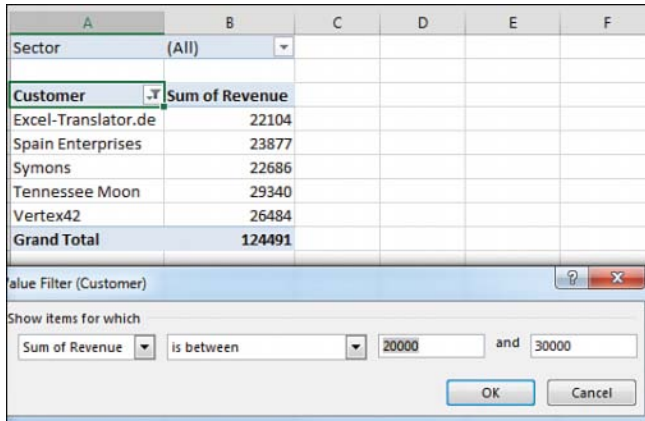 A B C D E F
Sector (All)
Customer Sum of Revenue
Excel-Translator.de 22104
Spain Enterprises 23877
Symons 22686
Tennessee Moon 29340
Vertex42 26484
Grand Total 124491
alue Filter (Customer)
Show items for which
Sum of Revenue is between 20000 and 30000
OK Cancel